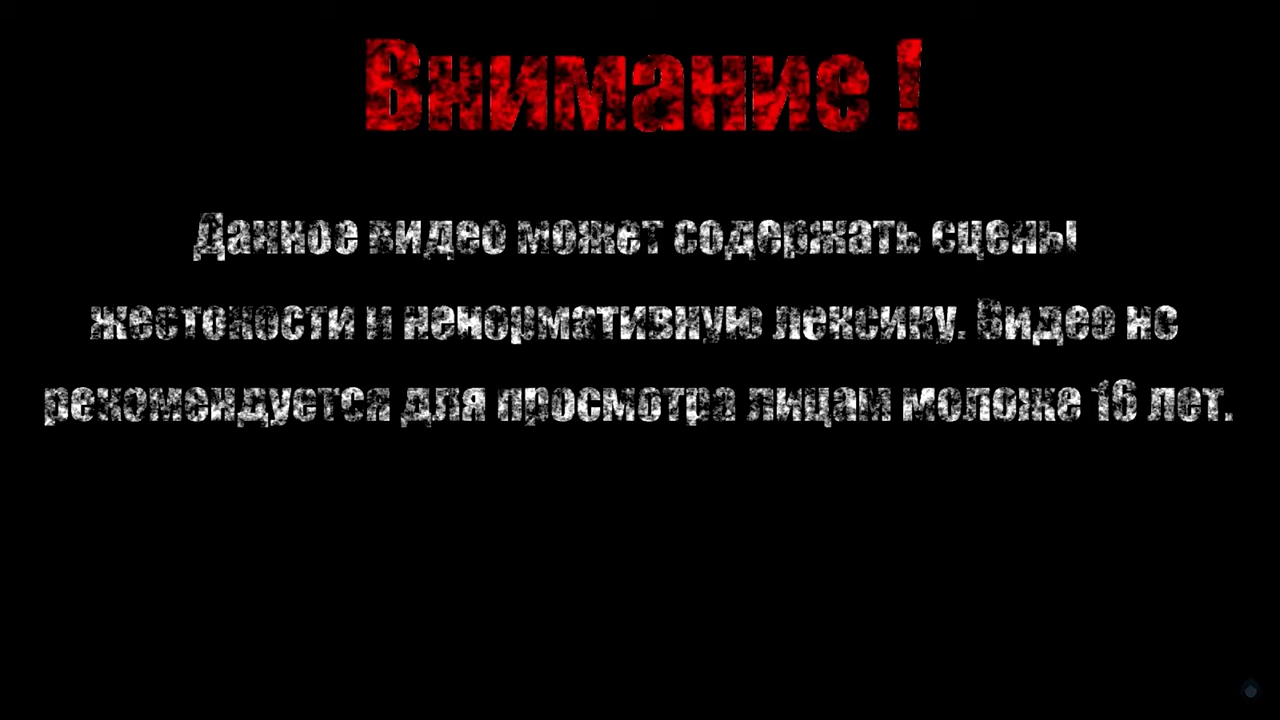 Внимание !
Данное видео может содержать сцены
жестокости и ненормативную лексику. Видео не
рекомендуется для просмотра лицам моложе 16 лет.